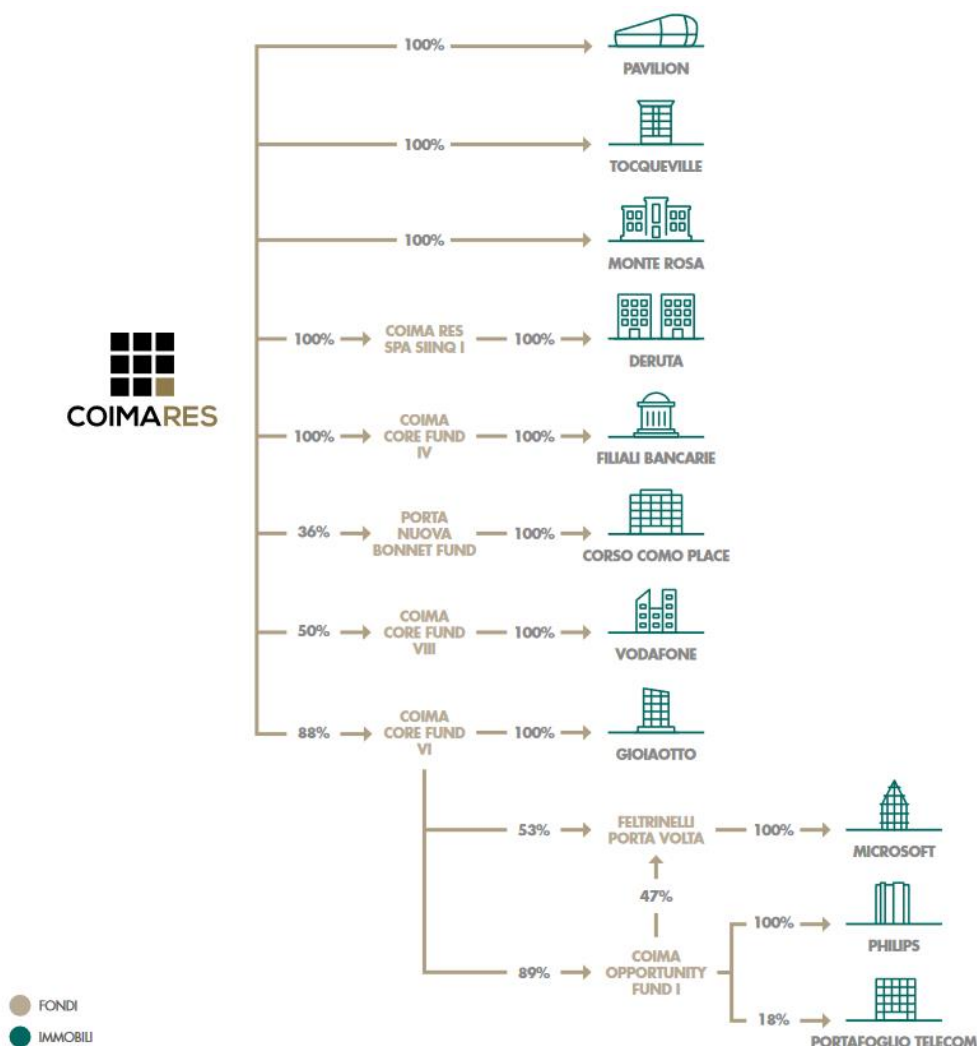 100%
PAVILION
100%
TOCQUEVILLE
100%
MONTE ROSA
100%
COIMA RES
SPA SIINQ I
100%
DERUTA
COIMARES
100%
COIMA
CORE FUND
IV
100%
FILIALI BANCARIE
36%
PORTA
NUOVA
BONNET FUND
100%
CORSO COMO PLACE
50%
COIMA
CORE FUND
VIII
100%
VODAFONE
88%
COIMA
CORE FUND
VI
100%
GIOIAOTTO
53%
FELTRINELLI
PORTA VOLTA
100%
MICROSOFT
47%
100%
PHILIPS
89%
COIMA
OPPORTUNITY
FUND I
18%
PORTAFOGLIO TELECOM
FONDI
IMMOBILI